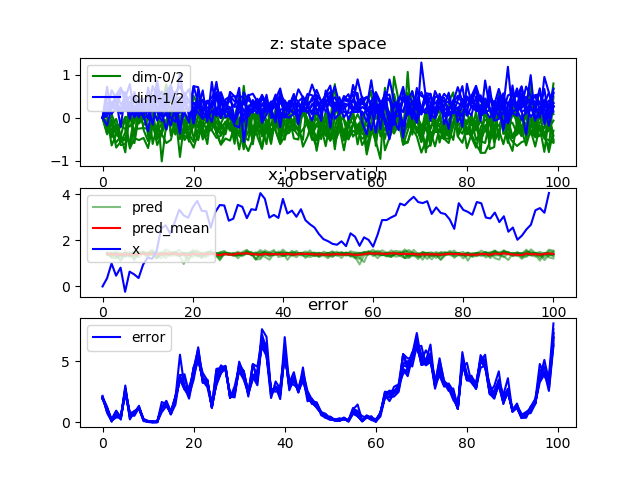 z: state space
1
0
−1
dim-0/2
dim-1/2
0 20 40 60 80 100
x: observation
4
2
0
pred
pred_mean
x
0 20 40 60 80 100
error
5
0
error
0 20 40 60 80 100